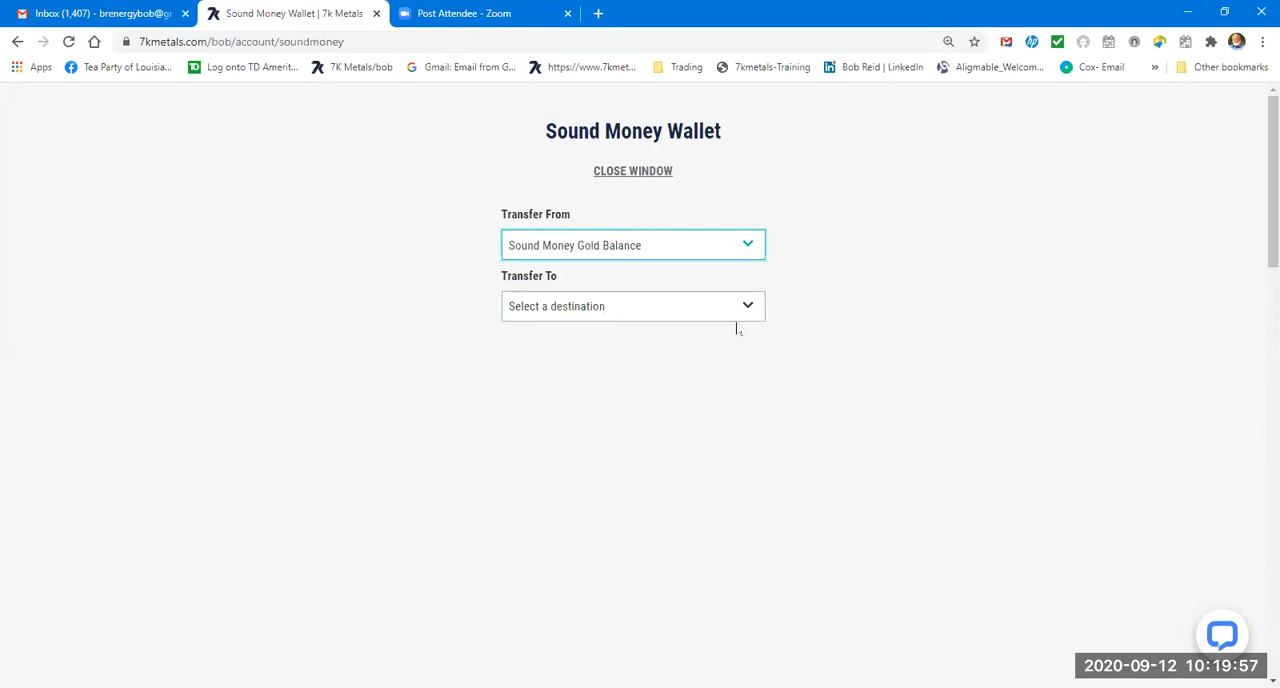 Inbox (1,407) - brenergybob@gr
Sound Money Wallet | 7k Metals
Post Attendee - Zoom
7kmetals.com/bob/account/soundmoney
Apps
Tea Party of Louisia...
Log onto TD Amerit...
7K Metals/bob
Gmail: Email from G...
https://www.7kmet...
Trading
7kmetals-Training
Bob Reid | LinkedIn
Aligmable_Welcom...
Cox- Email
»
Other bookmarks
Sound Money Wallet
CLOSE WINDOW
Transfer From
Sound Money Gold Balance
Transfer To
Select a destination
2020-09-12 10:19:57